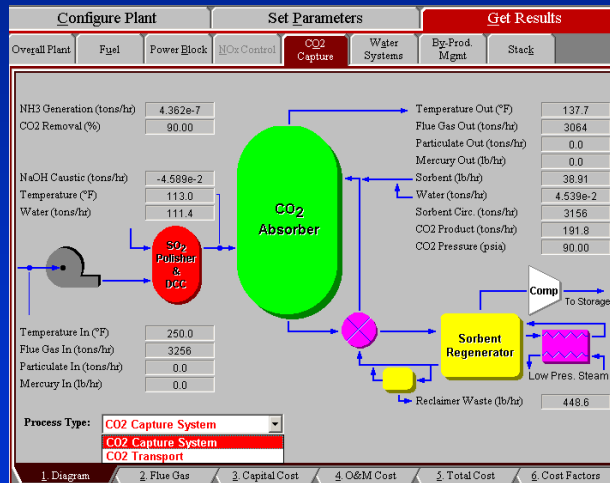 Configure Plant Set Parameters Get Results
Overall Plant Fuel Power Block NOx Control CO2 Capture Water Systems By-Prod. Mgmt Stack
NH3 Generation (tons/hr) 4.362e-7
CO2 Removal (%) 90.00
NaOH Caustic (tons/hr) -4.589e-2
Temperature (°F) 113.0
Water (tons/hr) 111.4
SO2 Polisher & DCC
CO2 Absorber
Temperature Out (°F) 137.7
Flue Gas Out (tons/hr) 3064
Particulate Out (tons/hr) 0.0
Mercury Out (lb/hr) 0.0
Sorbent (lb/hr) 38.91
Water (tons/hr) 4.539e-2
Sorbent Circ. (tons/hr) 3156
CO2 Product (tons/hr) 191.8
CO2 Pressure (psia) 90.00
Comp
To Storage
Sorbent Regenerator
Low Pres. Steam
Reclaimer Waste (lb/hr) 448.6
Temperature In (°F) 250.0
Flue Gas In (tons/hr) 3256
Particulate In (tons/hr) 0.0
Mercury In (lb/hr) 0.0
Process Type: CO2 Capture System
CO2 Capture System
CO2 Transport
1. Diagram 2. Flue Gas 3. Capital Cost 4. O&M Cost 5. Total Cost 6. Cost Factors